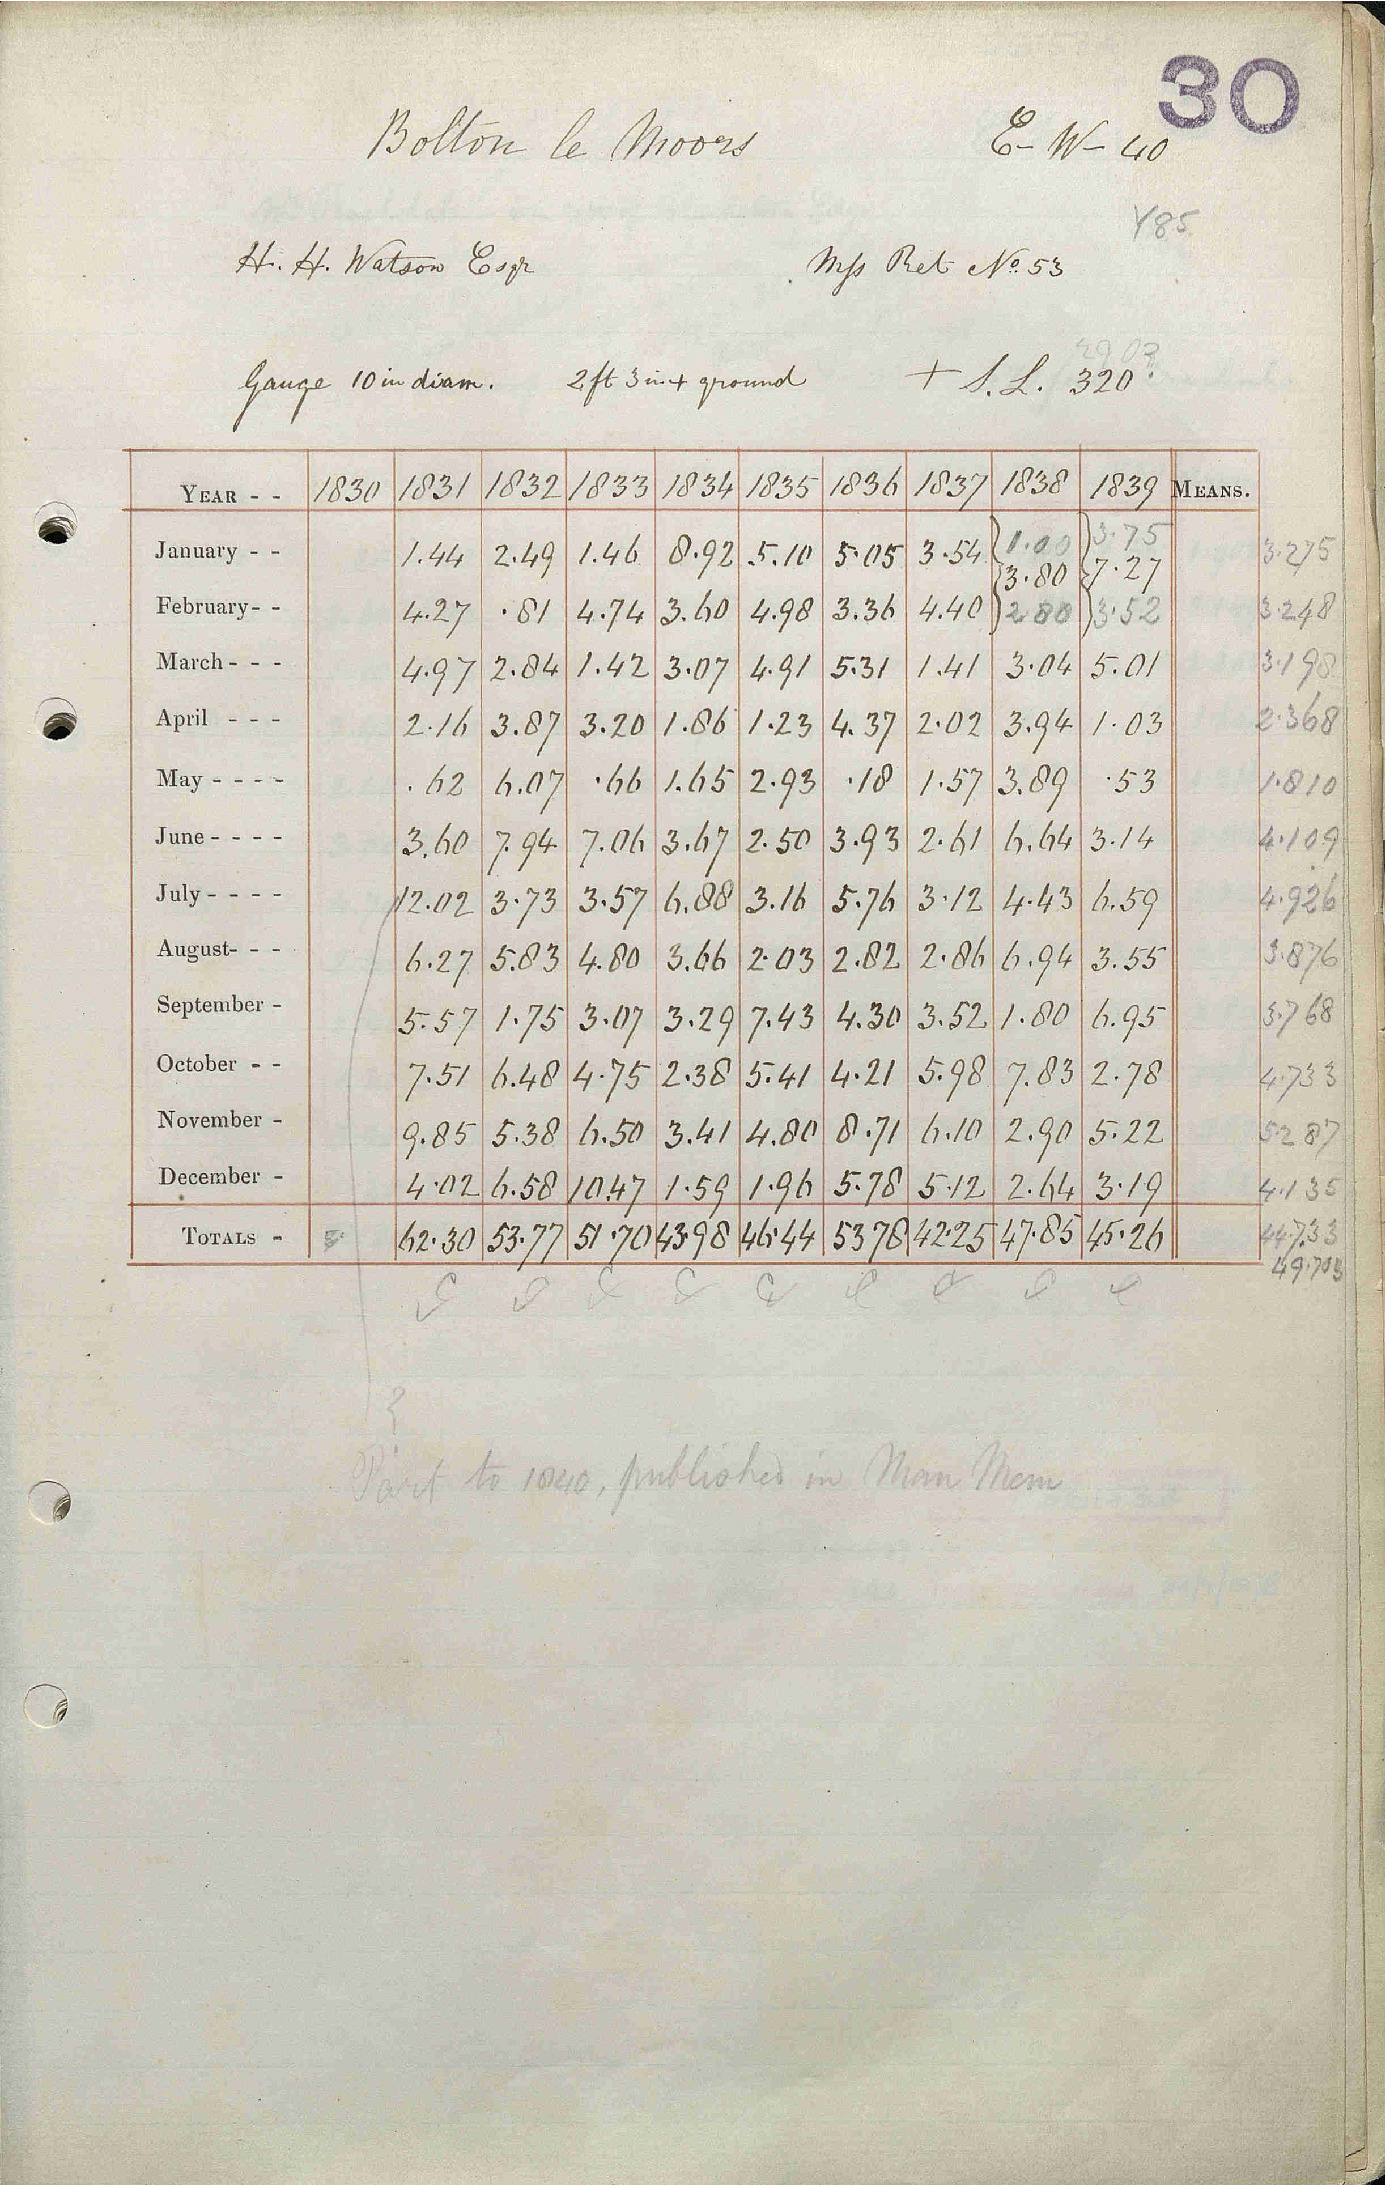 30
Bolton le Moors E- W- 40
Y85
H. H. Watson Esqr Mss Ret No. 53
Gauge 10 in diam. 2 ft 3 in + ground + S. L. 320
YEAR - - 1830 1831 1832 1833 1834 1835 1836 1837 1838 1839 MEANS.
January - - 1.44 2.49 1.46 8.92 5.10 5.05 3.54 1.00 3.75 3.275
3.80 7.27
February - - 4.27 .81 4.74 3.60 4.98 3.36 4.40 2.80 3.52 3.248
March - - - 4.97 2.84 1.42 3.07 4.91 5.31 1.41 3.04 5.01 3.198
April - - - 2.16 3.87 3.20 1.86 1.23 4.37 2.02 3.94 1.03 2.368
May - - - - .62 6.07 .66 1.65 2.93 .18 1.57 3.89 .53 1.810
June - - - - 3.60 7.94 7.06 3.67 2.50 3.93 2.61 6.64 3.14 4.109
July - - - - 12.02 3.73 3.57 6.88 3.16 5.76 3.12 4.43 6.59 4.926
August- - - 6.27 5.83 4.80 3.66 2.03 2.82 2.86 6.94 3.55 3.876
September - 5.57 1.75 3.07 3.29 7.43 4.30 3.52 1.80 6.95 3.768
October - - 7.51 6.48 4.75 2.38 5.41 4.21 5.98 7.83 2.78 4.733
November - 9.85 5.38 6.50 3.41 4.80 8.71 6.10 2.90 5.22 5.287
December - 4.02 6.58 10.47 1.59 1.96 5.78 5.12 2.64 3.19 4.135
TOTALS - 62.30 53.77 51.70 43.98 46.44 53.78 42.25 47.85 45.26 44.733
49.703
?
Part to 1840, published in Man Mem